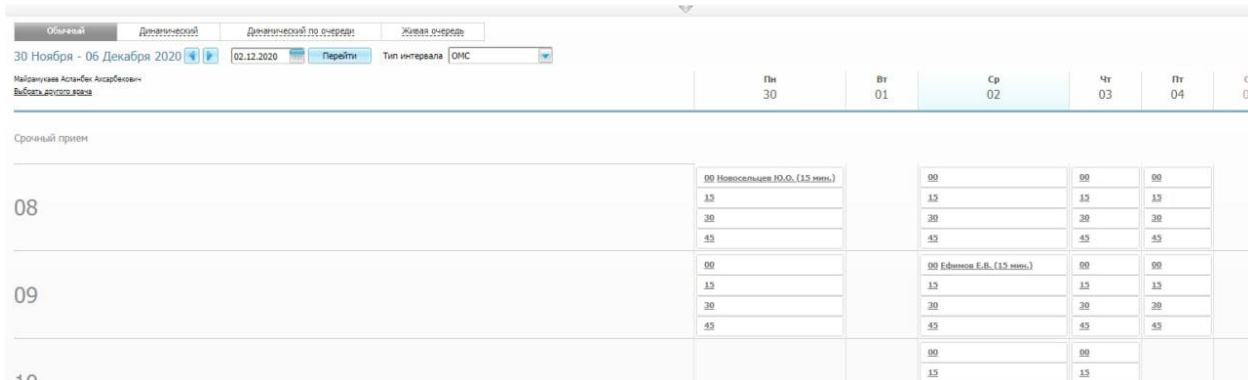 Обычный Динамический Динамический по очереди Живая очередь
30 Ноября - 06 Декабря 2020 02.12.2020 Перейти Тип интервала ОМС
Майрамукаев Асланбек Ахсарбекович
Выбрать другого врача
Пн Вт Ср Чт Пт
30 01 02 03 04
Срочный прием
08
00 Новосельцев Ю.О. (15 мин.) 00 00 00
15 15 15 15
30 30 30 30
45 45 45 45
09
00 00 Ефимов Е.В. (15 мин.) 00 00
15 15 15 15
30 30 30 30
45 45 45 45
10
00 00
15 15